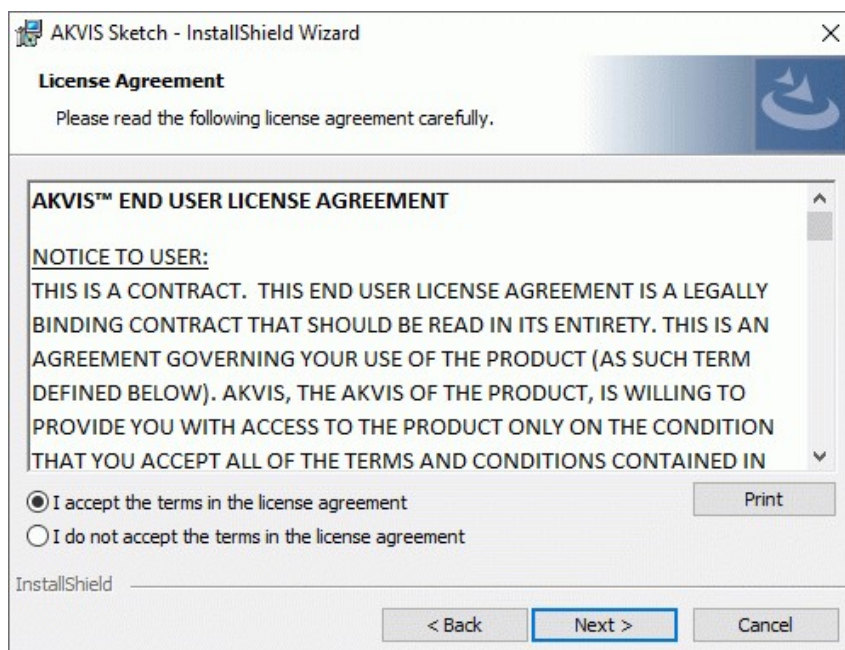 AKVIS Sketch - InstallShield Wizard
License Agreement
Please read the following license agreement carefully.
AKVIS™ END USER LICENSE AGREEMENT
NOTICE TO USER:
THIS IS A CONTRACT.  THIS END USER LICENSE AGREEMENT IS A LEGALLY
BINDING CONTRACT THAT SHOULD BE READ IN ITS ENTIRETY. THIS IS AN
AGREEMENT GOVERNING YOUR USE OF THE PRODUCT (AS SUCH TERM
DEFINED BELOW). AKVIS, THE AKVIS OF THE PRODUCT, IS WILLING TO
PROVIDE YOU WITH ACCESS TO THE PRODUCT ONLY ON THE CONDITION
THAT YOU ACCEPT ALL OF THE TERMS AND CONDITIONS CONTAINED IN
I accept the terms in the license agreement
Print
I do not accept the terms in the license agreement
InstallShield
< Back
Next >
Cancel